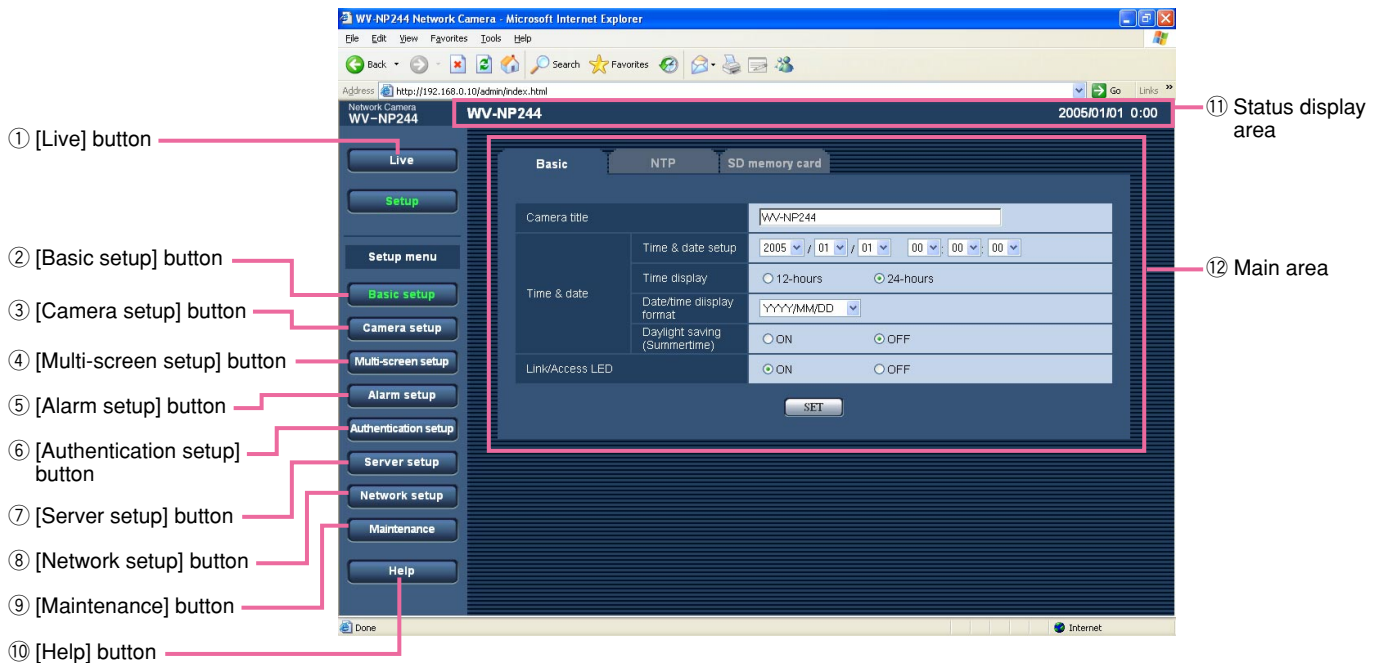 WV-NP244 Network Camera - Microsoft Internet Explorer
File Edit View Favorites Tools Help
Back Search Favorites
Address http://192.168.0.10/admin/index.html Go Links »
Network Camera
WV-NP244
WV-NP244 2005/01/01 0:00
⑪ Status display
area
① [Live] button
Live
Basic NTP SD memory card
Setup
Camera title WV-NP244
② [Basic setup] button
Setup menu
Time & date
Time & date setup 2005 / 01 / 01 00 : 00 : 00
⑫ Main area
Basic setup
Time display 12-hours 24-hours
③ [Camera setup] button
Camera setup
Date/time diisplay
format
YYYY/MM/DD
Daylight saving
(Summertime)
ON OFF
④ [Multi-screen setup] button
Multi-screen setup
Link/Access LED ON OFF
⑤ [Alarm setup] button
Alarm setup
SET
⑥ [Authentication setup]
button
Authentication setup
Server setup
⑦ [Server setup] button
Network setup
⑧ [Network setup] button
Maintenance
⑨ [Maintenance] button
Help
⑩ [Help] button
Done Internet